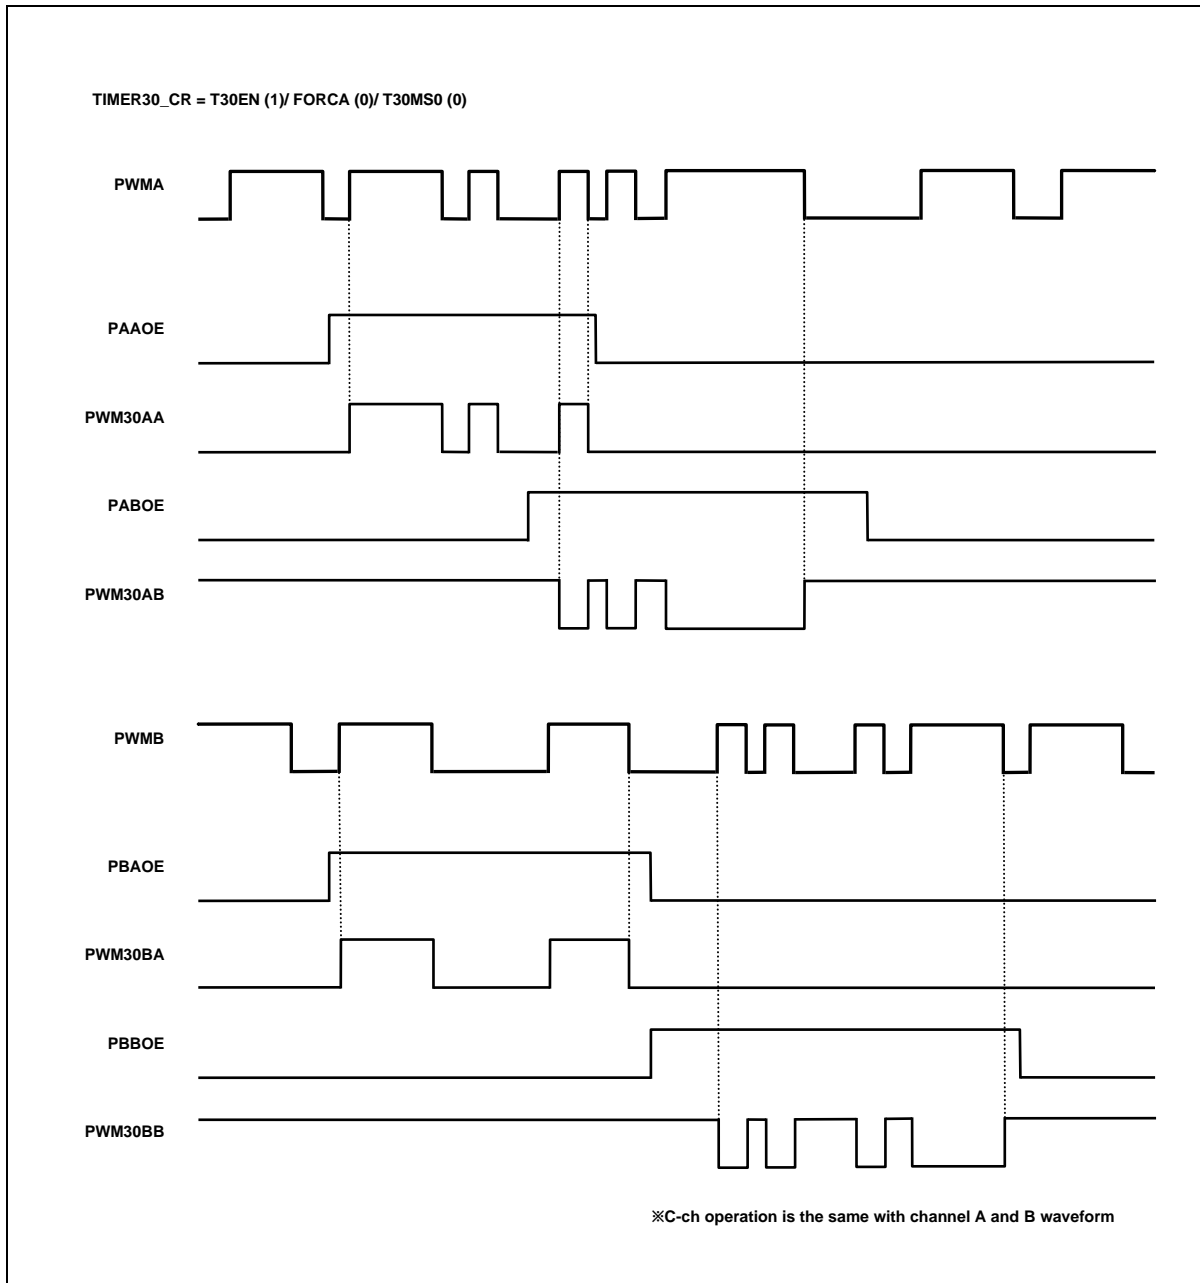 TIMER30_CR = T30EN (1)/ FORCA (0)/ T30MS0 (0)
PWMA
PAAOE
PWM30AA
PABOE
PWM30AB
PWMB
PBAOE
PWM30BA
PBBOE
PWM30BB
※C-ch operation is the same with channel A and B waveform